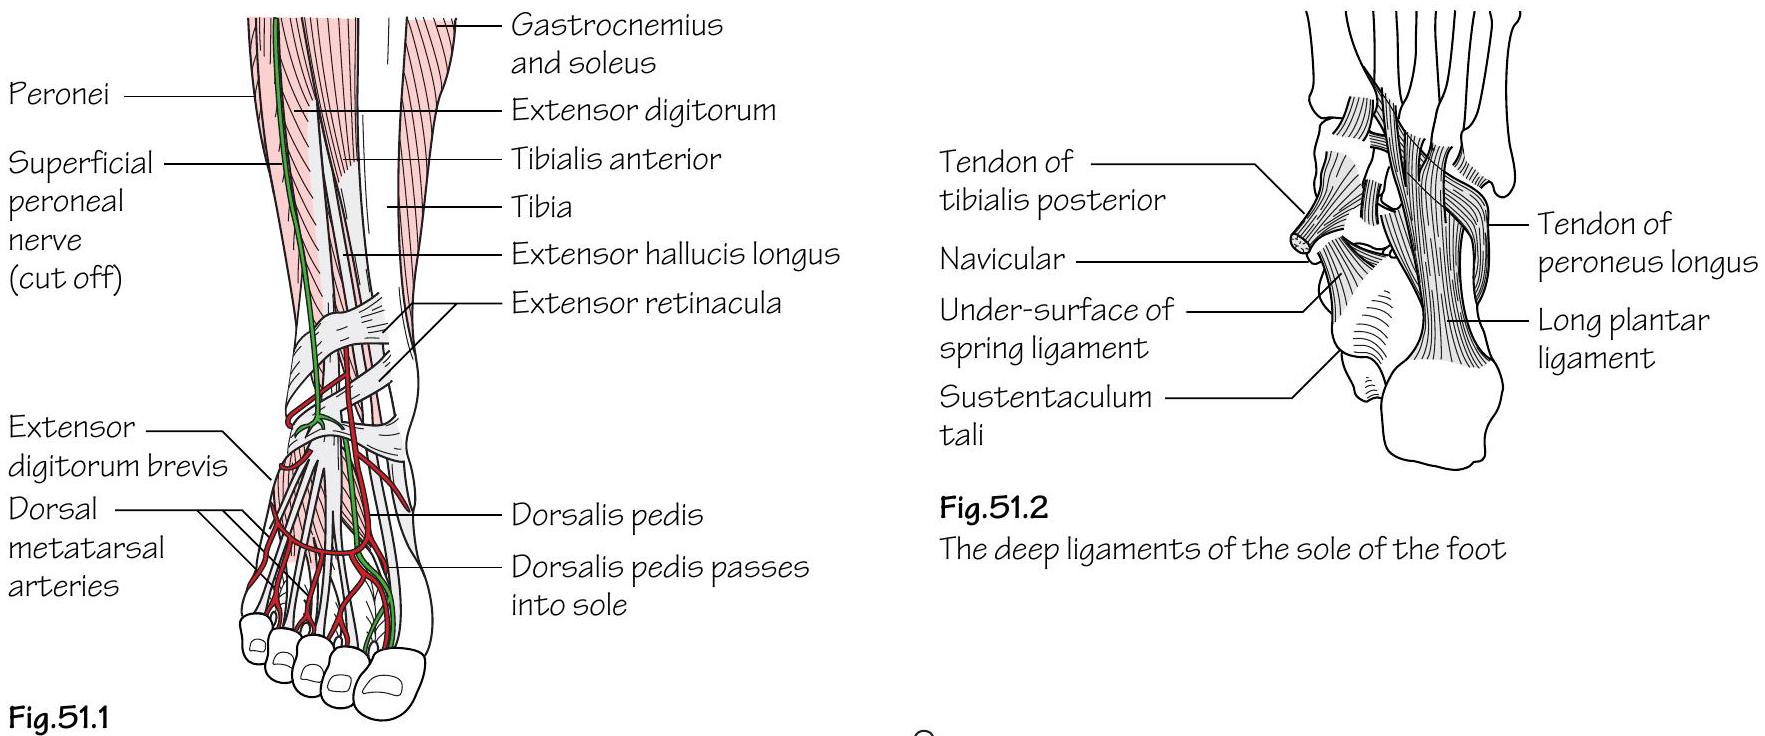 Peronei
Superficial
peroneal
nerve
(cut off)
Extensor
digitorum brevis
Dorsal
metatarsal
arteries
Gastrocnemius
and soleus
Extensor digitorum
Tibialis anterior
Tibia
Extensor hallucis longus
Extensor retinacula
Dorsalis pedis
Dorsalis pedis passes
into sole
Fig.51.1
Tendon of
tibialis posterior
Navicular
Under-surface of
spring ligament
Sustentaculum
tali
Tendon of
peroneus longus
Long plantar
ligament
Fig.51.2
The deep ligaments of the sole of the foot